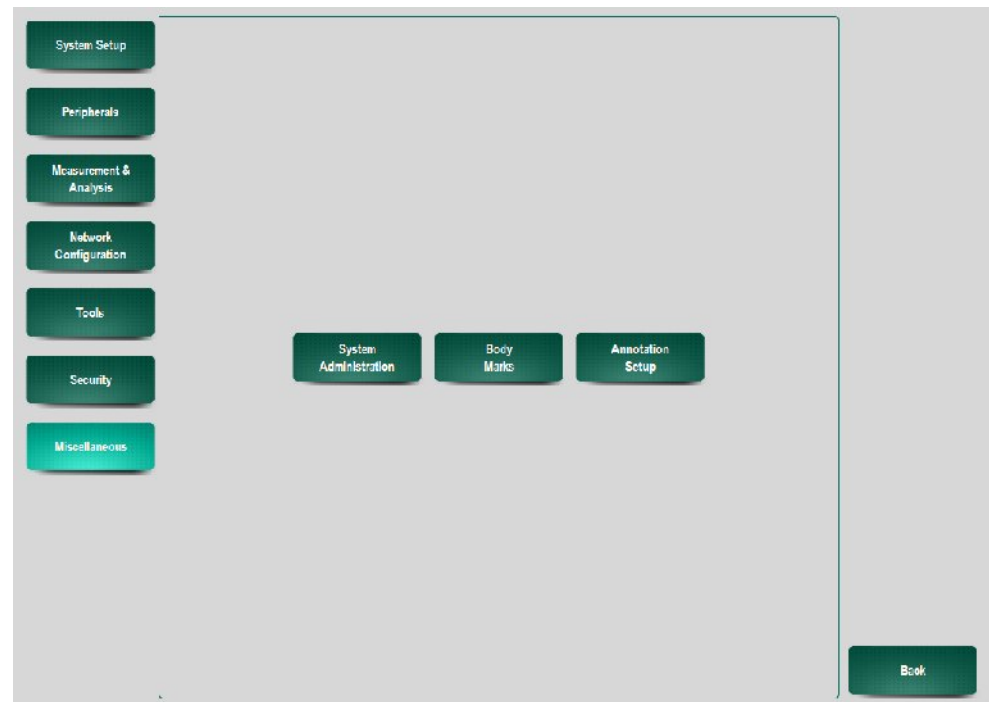 System Setup
Peripherals
Measurement &
Analysis
Network
Configuration
Tools
Security
Miscellaneous
System
Administration
Body
Marks
Annotation
Setup
Back